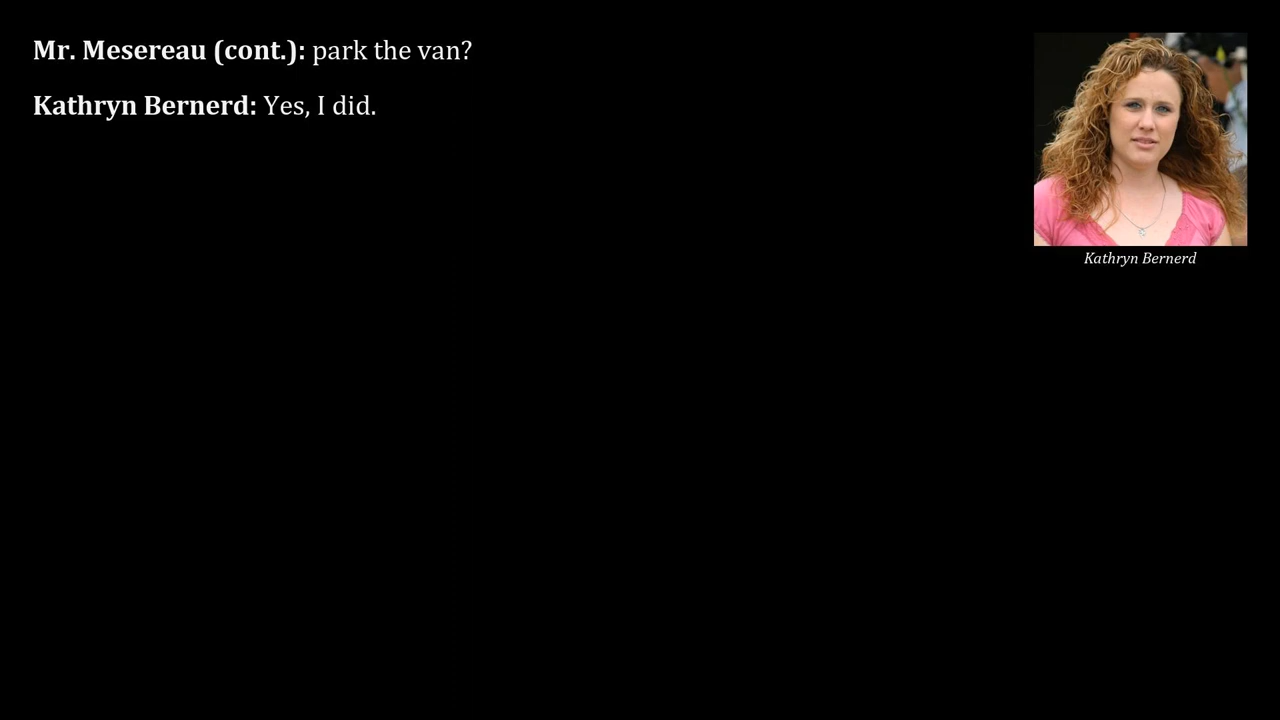 Mr. Mesereau (cont.): park the van?
Kathryn Bernerd: Yes, I did.
Kathryn Bernerd